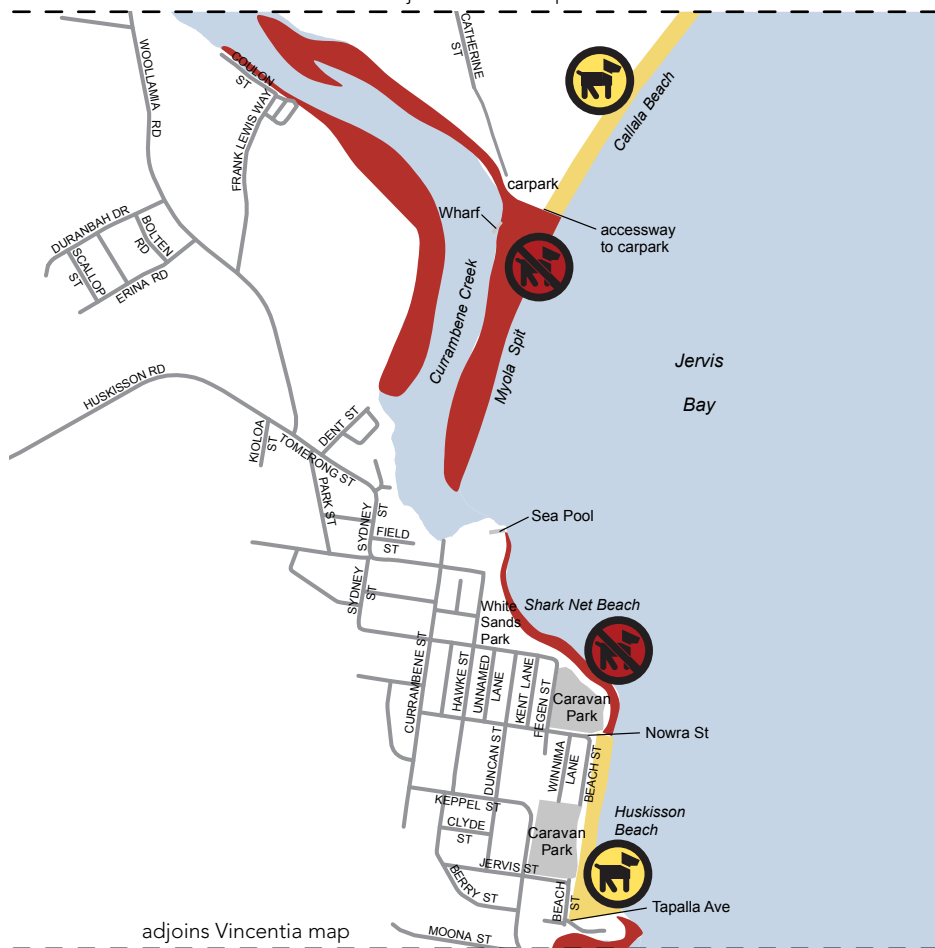 CATHERINE
ST
WOOLLAMIA
RD
COULON
ST
FRANK LEWIS WAY
Callala Beach
carpark
Wharf
accessway
to carpark
DURANBAH DR
BOLTEN
RD
SCALLOP
ST
ERINA RD
Currambene Creek
Myola Spit
Jervis
Bay
HUSKISSON RD
KIOLOA
ST
DENT ST
TOMERONG ST
PARK ST
SYDNEY
ST
FIELD
ST
Sea Pool
SYDNEY
ST
White
Sands
Park
Shark Net Beach
CURRAMBENE ST
HAWKE ST
UNNAMED
LANE
KENT LANE
FEGEN ST
Caravan
Park
Nowra St
DUNCAN ST
WINNIMA
LANE
BEACH ST
KEPPEL ST
CLYDE
ST
Huskisson
Beach
Caravan
Park
JERVIS ST
BERRY ST
BEACH
ST
Tapalla Ave
adjoins Vincentia map
MOONA ST